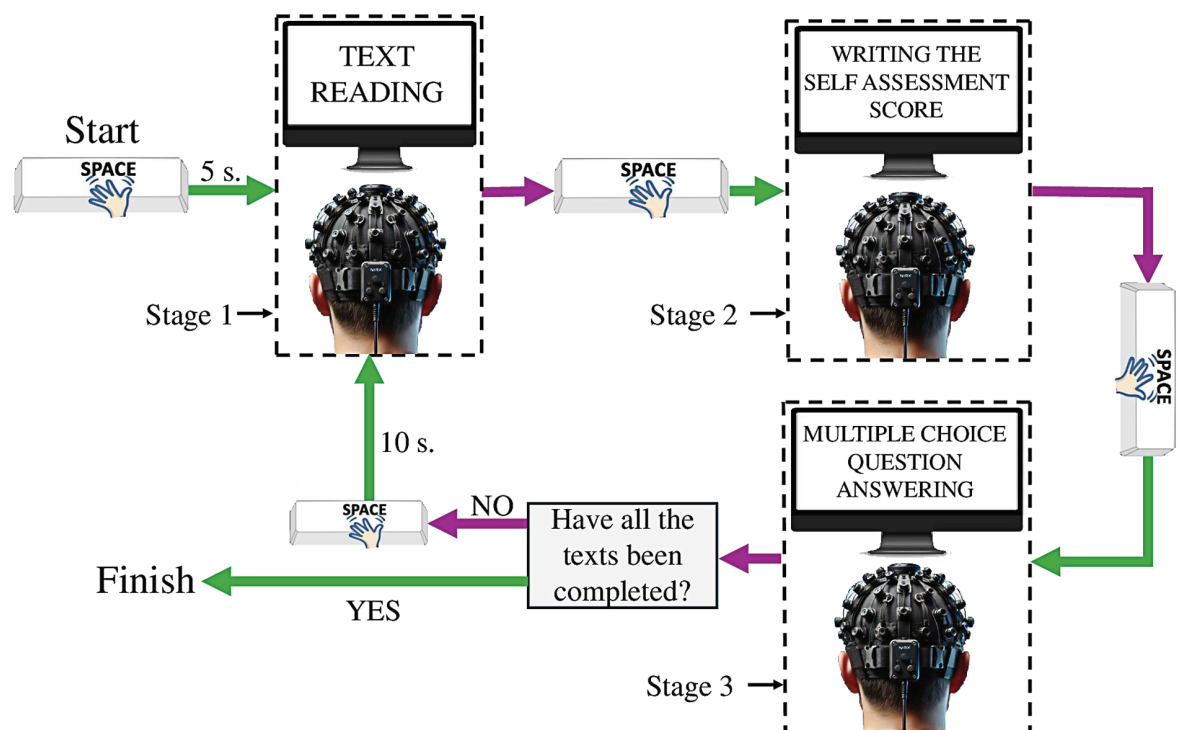 Start
SPACE
5 s.
TEXT
READING
Stage 1
SPACE
WRITING THE
SELF ASSESSMENT
SCORE
Stage 2
SPACE
MULTIPLE CHOICE
QUESTION
ANSWERING
Stage 3
Have all the
texts been
completed?
NO
SPACE
10 s.
YES
Finish